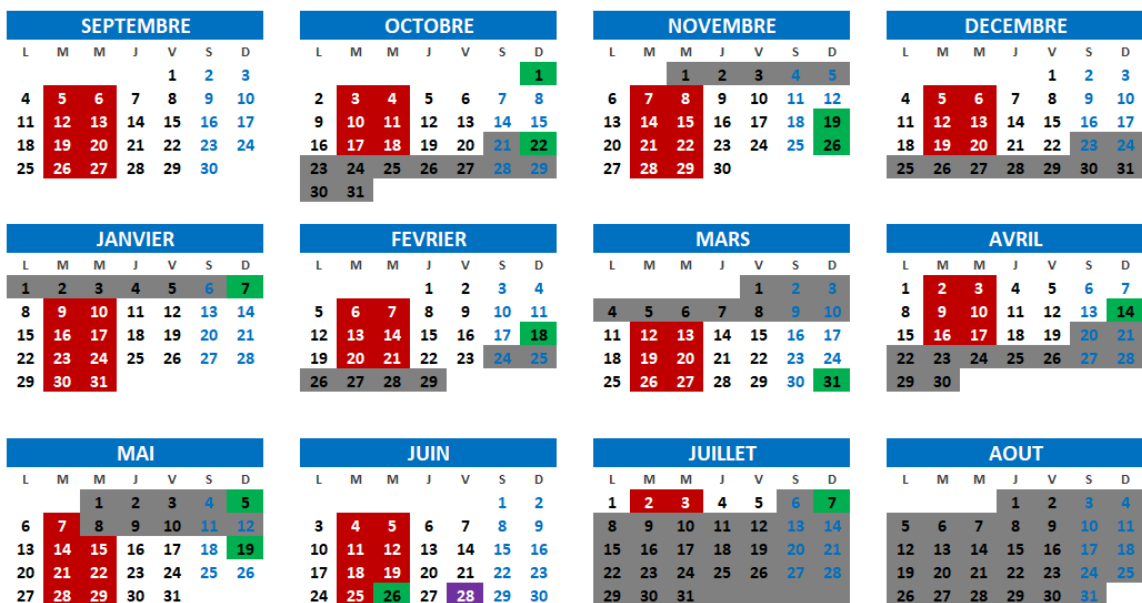 SEPTEMBRE OCTOBRE NOVEMBRE DECEMBRE
L M M J V S D L M M J V S D L M M J V S D L M M J V S D
1 2 3 1 1 2 3 4 5 1 2 3
4 5 6 7 8 9 10 2 3 4 5 6 7 8 6 7 8 9 10 11 12 4 5 6 7 8 9 10
11 12 13 14 15 16 17 9 10 11 12 13 14 15 13 14 15 16 17 18 19 11 12 13 14 15 16 17
18 19 20 21 22 23 24 16 17 18 19 20 21 22 20 21 22 23 24 25 26 18 19 20 21 22 23 24
25 26 27 28 29 30 23 24 25 26 27 28 29 27 28 29 30 25 26 27 28 29 30 31
30 31
JANVIER FEVRIER MARS AVRIL
L M M J V S D L M M J V S D L M M J V S D L M M J V S D
1 2 3 4 5 6 7 1 2 3 4 1 2 3 1 2 3 4 5 6 7
8 9 10 11 12 13 14 5 6 7 8 9 10 11 4 5 6 7 8 9 10 8 9 10 11 12 13 14
15 16 17 18 19 20 21 12 13 14 15 16 17 18 11 12 13 14 15 16 17 15 16 17 18 19 20 21
22 23 24 25 26 27 28 19 20 21 22 23 24 25 18 19 20 21 22 23 24 22 23 24 25 26 27 28
29 30 31 26 27 28 29 25 26 27 28 29 30 31 29 30
MAI JUIN JUILLET AOUT
L M M J V S D L M M J V S D L M M J V S D L M M J V S D
1 2 3 4 5 1 2 1 2 3 4 5 6 7 1 2 3 4
6 7 8 9 10 11 12 3 4 5 6 7 8 9 8 9 10 11 12 13 14 5 6 7 8 9 10 11
13 14 15 16 17 18 19 10 11 12 13 14 15 16 15 16 17 18 19 20 21 12 13 14 15 16 17 18
20 21 22 23 24 25 26 17 18 19 20 21 22 23 22 23 24 25 26 27 28 19 20 21 22 23 24 25
27 28 29 30 31 24 25 26 27 28 29 30 29 30 31 26 27 28 29 30 31